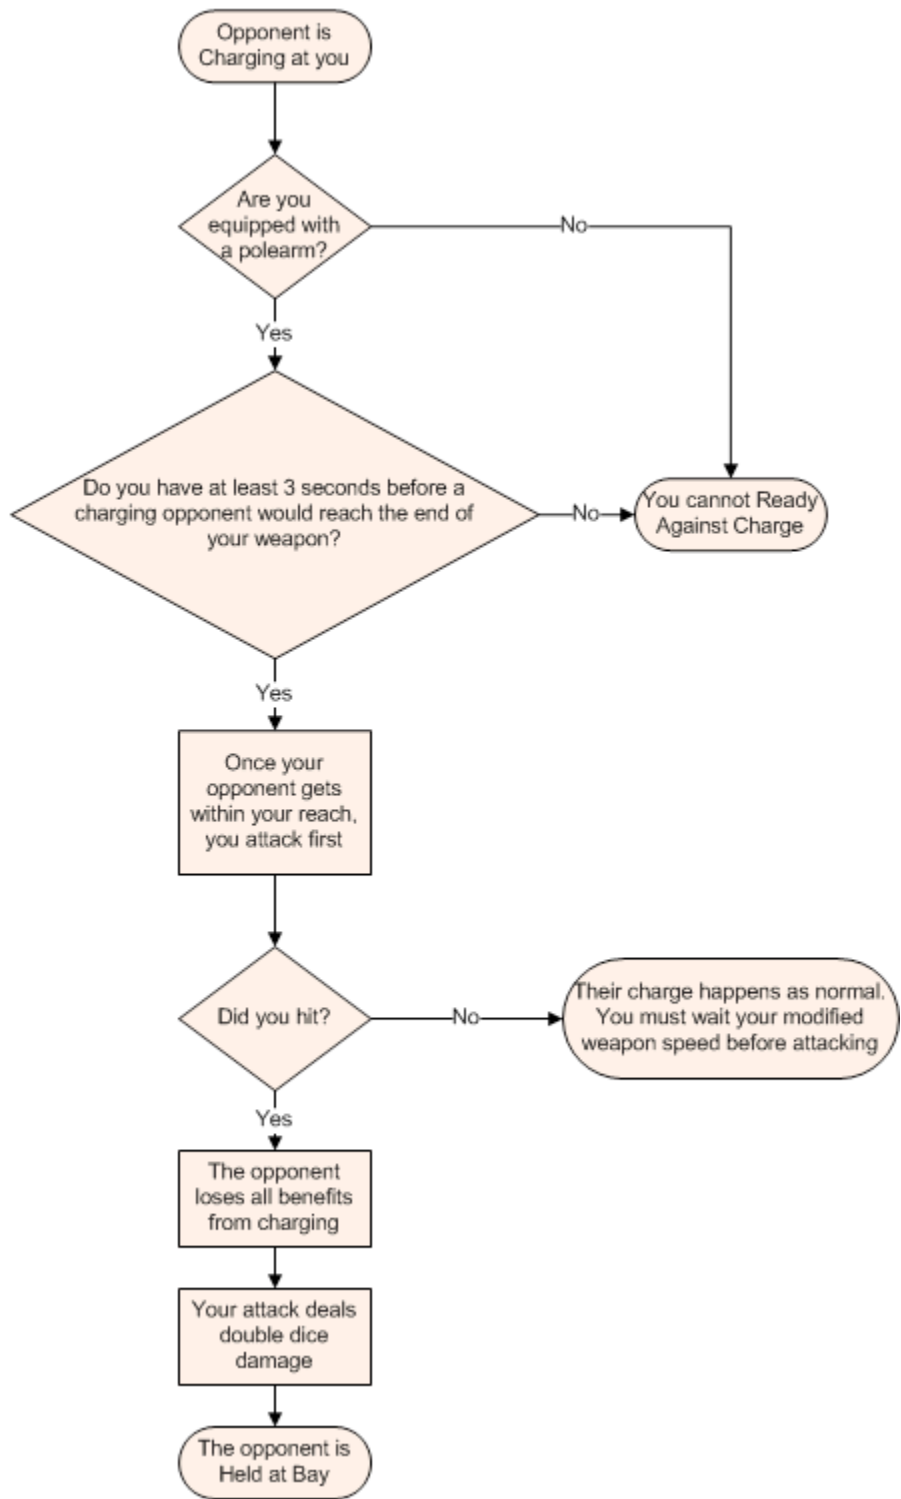 Opponent is
Charging at you
Are you
equipped with
a polearm?
No
Yes
Do you have at least 3 seconds before a
charging opponent would reach the end of
your weapon?
No
You cannot Ready
Against Charge
Yes
Once your
opponent gets
within your reach,
you attack first
Did you hit?
No
Their charge happens as normal.
You must wait your modified
weapon speed before attacking
Yes
The opponent
loses all benefits
from charging
Your attack deals
double dice
damage
The opponent is
Held at Bay